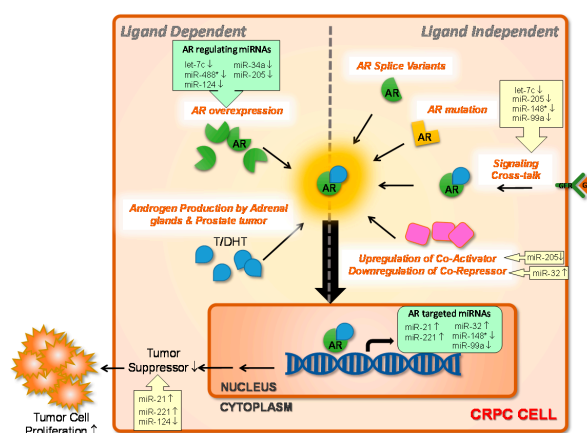 Ligand Dependent
Ligand Independent
AR regulating miRNAs
let-7c↓ miR-34a↓
miR-488*↓ miR-205↓
miR-124↓
AR overexpression
AR
AR Splice Variants
AR
AR mutation
AR
let-7c↓
miR-205↓
miR-148*↓
miR-99a↓
Signaling
Cross-talk
AR
AR
Androgen Production by Adrenal
glands & Prostate tumor
T/DHT
Upregulation of Co-Activator
Downregulation of Co-Repressor
miR-205↓
miR-32↑
AR targeted miRNAs
miR-21↑ miR-32↑
miR-221↑ miR-148*↓
miR-99a↓
AR
Tumor
Suppressor↓
NUCLEUS
CYTOPLASM
miR-21↑
miR-221↑
miR-124↓
CRPC CELL
Tumor Cell
Proliferation↑